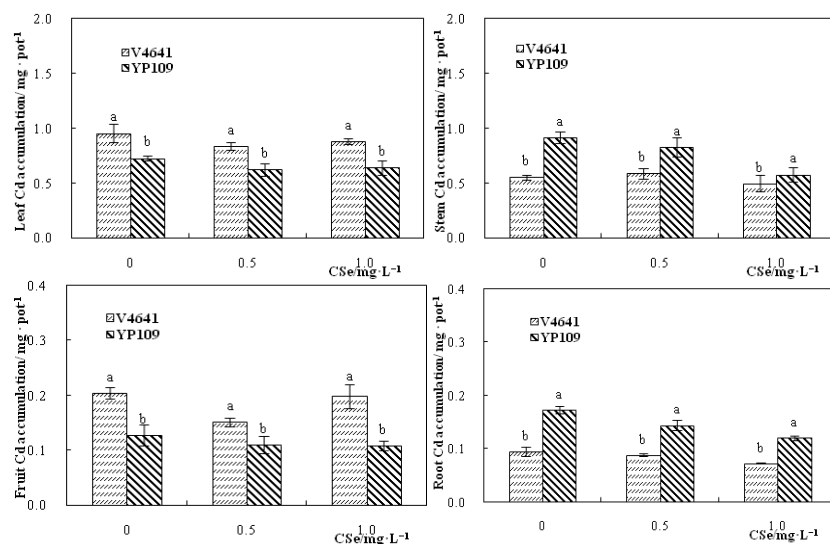 2.0
1.5
1.0
0.5
0.0
Leaf Cd accumulation/ mg · pot-1
V4641
YP109
a
b
a
b
a
b
0
0.5
1.0
CSe/mg·L-1
2.0
1.5
1.0
0.5
0.0
Stem Cd accumulation/ mg · pot-1
V4641
YP109
b
a
b
a
b
a
0
0.5
1.0
CSe/mg·L-1
0.4
0.3
0.2
0.1
0.0
Fruit Cd accumulation/ mg · pot-1
V4641
YP109
a
b
a
b
a
b
0
0.5
1.0
CSe/mg·L-1
0.4
0.3
0.2
0.1
0.0
Root Cd accumulation/ mg · pot-1
V4641
YP109
b
a
b
a
b
a
0
0.5
1.0
CSe/mg·L-1